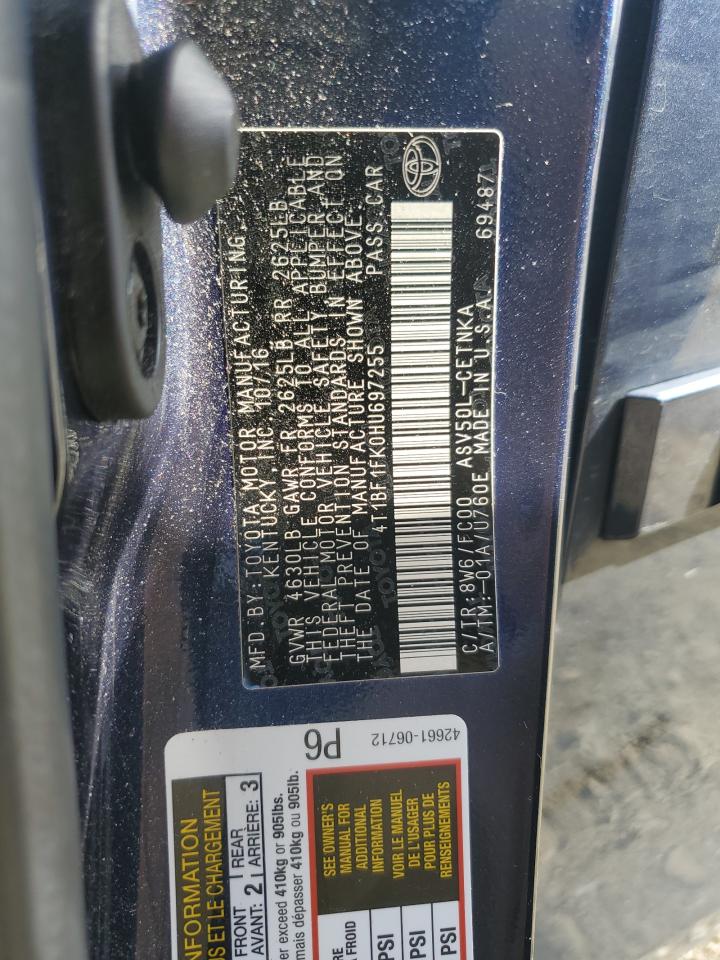 MFD. BY: TOYOTA MOTOR MANUFACTURING,
KENTUCKY, INC. 07/16
GVWR 4630LB GAWR FR 2625LB RR 2625LB
THIS VEHICLE CONFORMS TO ALL APPLICABLE
FEDERAL MOTOR VEHICLE SAFETY, BUMPER AND
THEFT PREVENTION STANDARDS IN EFFECT ON
THE DATE OF MANUFACTURE SHOWN ABOVE.
4T1BF1FK0HU697255 PASS.CAR
C/TR:8W6/FC00 ASV50L-CETNKA
A/TM:-01A/U760E MADE IN U.S.A. 69487
P6
42661-06712
INFORMATION
ET LE CHARGEMENT
FRONT AVANT: 2 REAR ARRIÈRE: 3
exceed 410kg or 905lbs.
mais dépasser 410kg ou 905lb.
FROID
PSI
PSI
PSI
SEE OWNER'S
MANUAL FOR
ADDITIONAL
INFORMATION
VOIR LE MANUEL
DE L'USAGER
POUR PLUS DE
RENSEIGNEMENTS